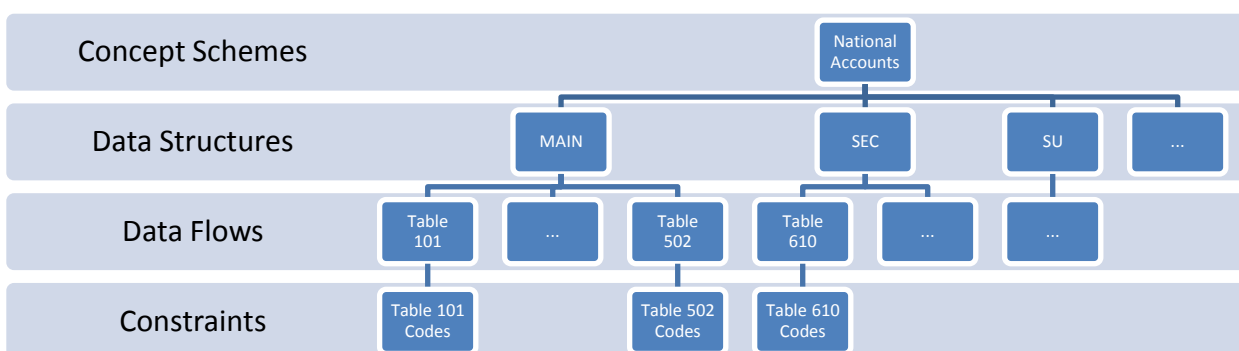 Concept Schemes
National
Accounts
Data Structures
MAIN
SEC
SU
...
Data Flows
Table
101
...
Table
502
Table
610
...
...
Constraints
Table 101
Codes
Table 502
Codes
Table 610
Codes